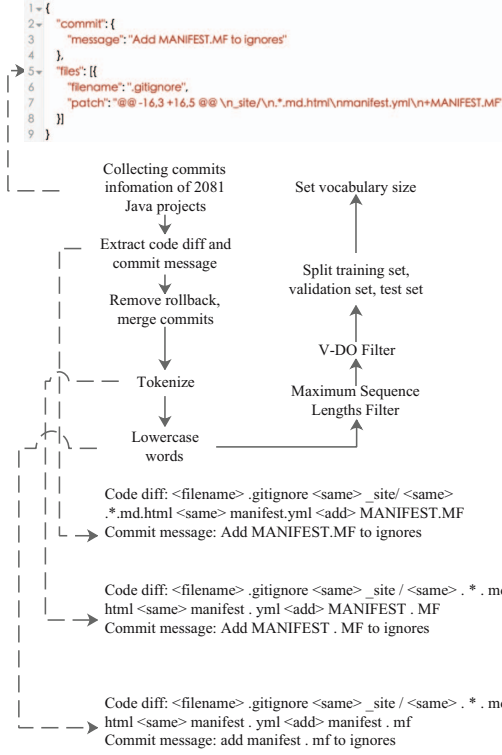 1 {
2 "commit": {
3 "message": "Add MANIFEST.MF to ignores"
4 },
5 "files": [{
6 "filename": ".gitignore",
7 "patch": "@@ -16,3 +16,5 @@ \n_site/\n.*.md.html\nmanifest.yml\n+MANIFEST.MF"
8 }]
9 }
Collecting commits
infomation of 2081
Java projects
Extract code diff and
commit message
Remove rollback,
merge commits
Tokenize
Lowercase
words
Set vocabulary size
Split training set,
validation set, test set
V-DO Filter
Maximum Sequence
Lengths Filter
Code diff: <filename> .gitignore <same> _site/ <same>
.*.md.html <same> manifest.yml <add> MANIFEST.MF
Commit message: Add MANIFEST.MF to ignores
Code diff: <filename> .gitignore <same> _site / <same> . * . md
html <same> manifest . yml <add> MANIFEST . MF
Commit message: Add MANIFEST . MF to ignores
Code diff: <filename> .gitignore <same> _site / <same> . * . md
html <same> manifest . yml <add> manifest . mf
Commit message: add manifest . mf to ignores